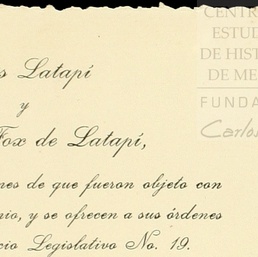 s Latapí
y
Fox de Latapí,
nes de que fueron objeto con
nio, y se ofrecen a sus órdenes
cio Legislativo No. 19.
CENTR
ESTUD
DE HIST
DE ME
FUNDA
Carlos